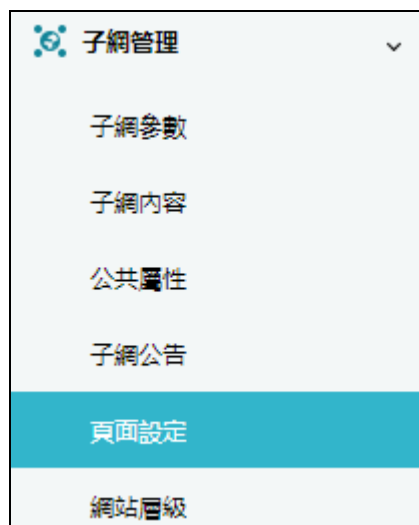 子網管理
子網參數
子網內容
公共屬性
子網公告
頁面設定
網站層級